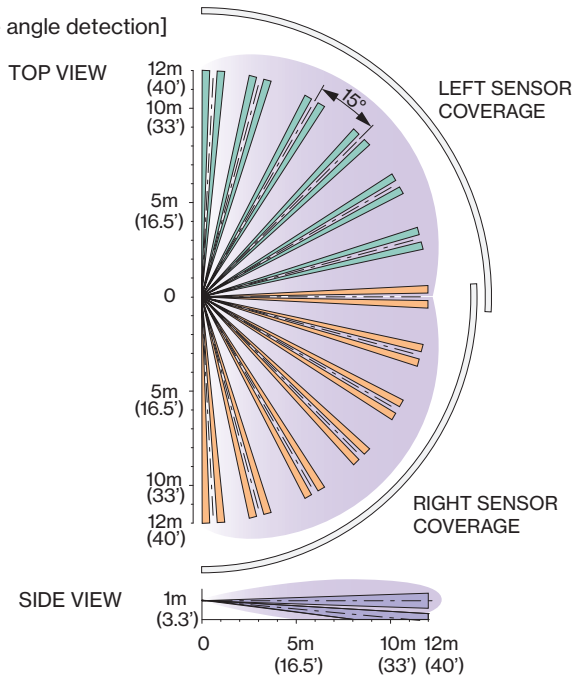 angle detection]
TOP VIEW
12m
(40')
10m
(33')
5m
(16.5')
0
5m
(16.5')
10m
(33')
12m
(40')
15°
LEFT SENSOR
COVERAGE
RIGHT SENSOR
COVERAGE
SIDE VIEW
1m
(3.3')
0
5m
(16.5')
10m
(33')
12m
(40')